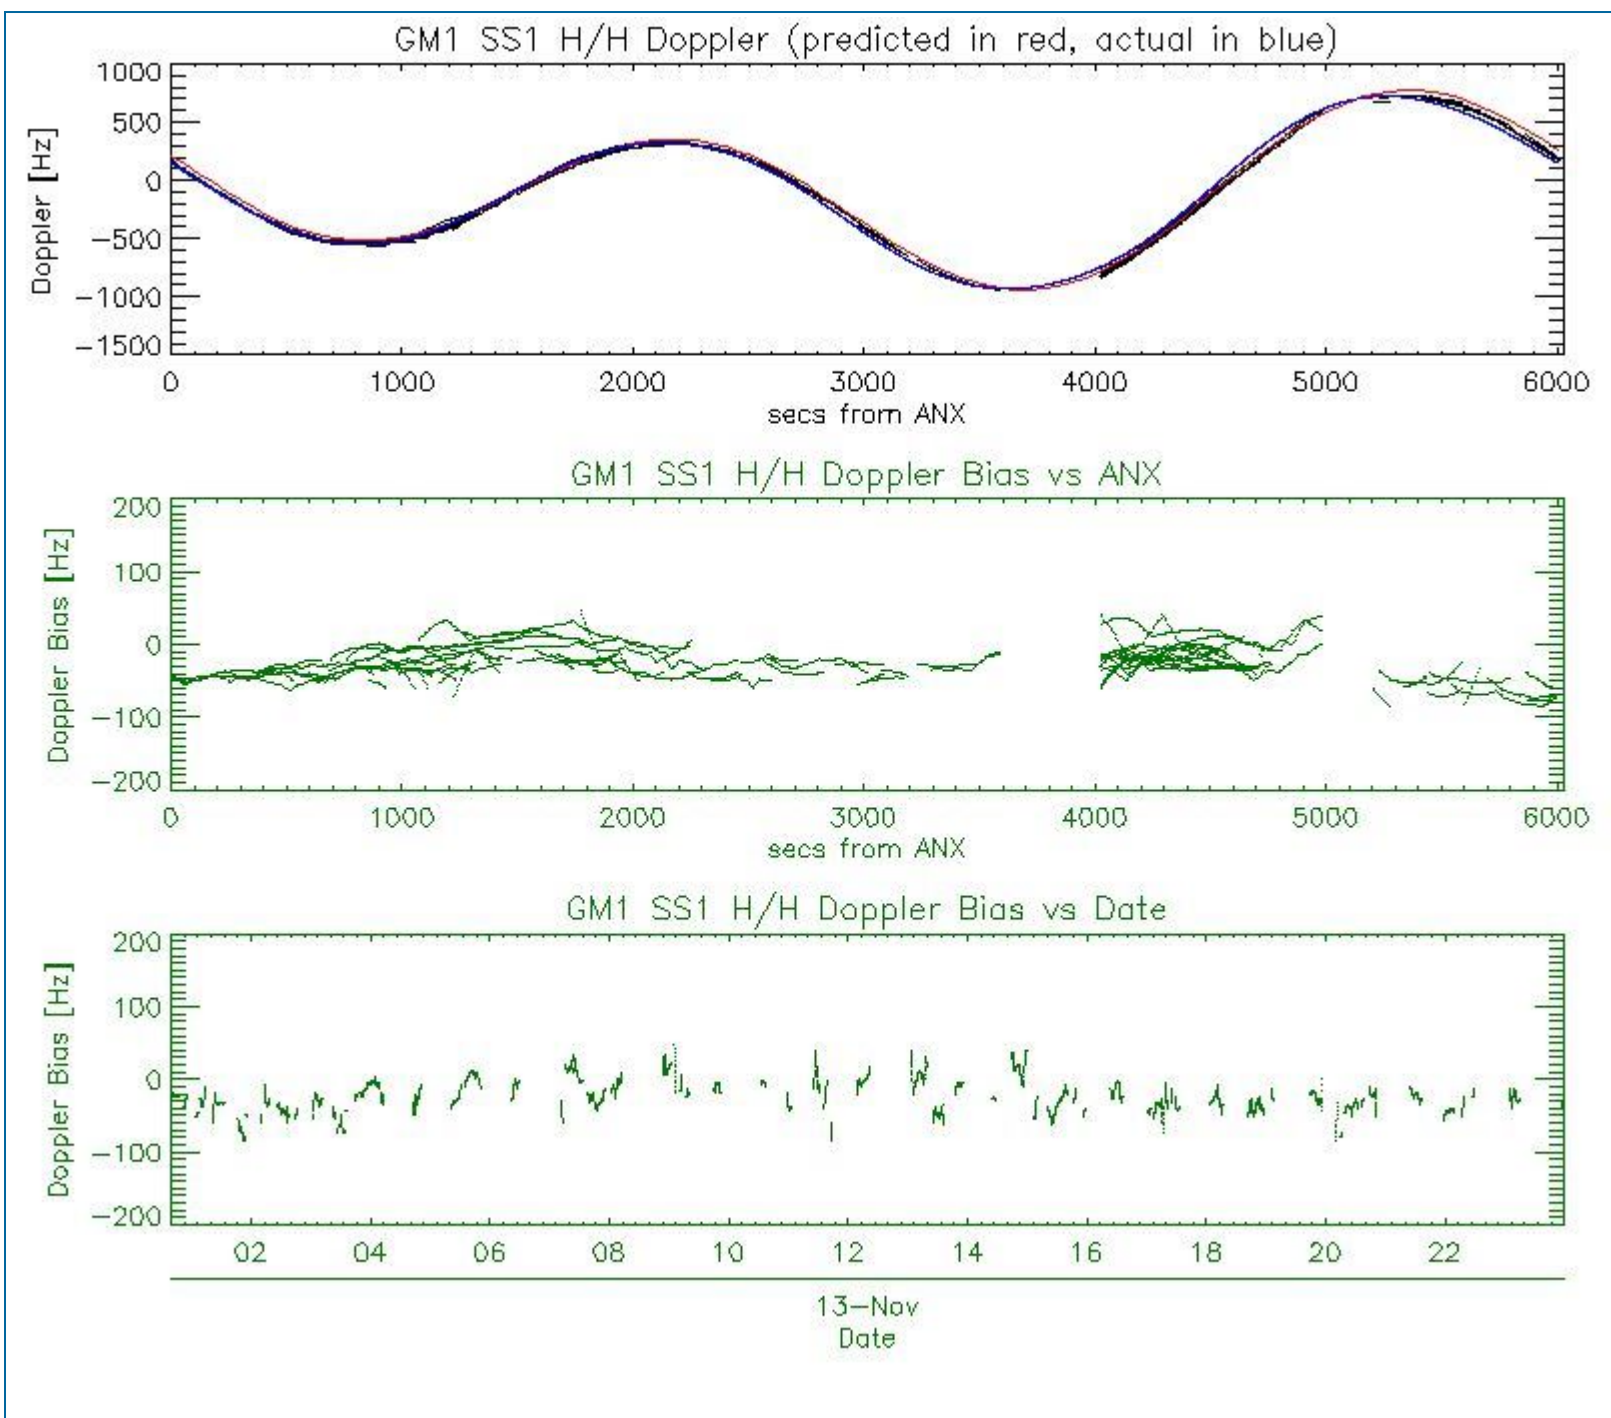 GM1 SS1 H/H Doppler (predicted in red, actual in blue)
1000
500
0
-500
-1000
-1500
Doppler [Hz]
0 1000 2000 3000 4000 5000 6000
secs from ANX
GM1 SS1 H/H Doppler Bias vs ANX
200
100
0
-100
-200
Doppler Bias [Hz]
0 1000 2000 3000 4000 5000 6000
secs from ANX
GM1 SS1 H/H Doppler Bias vs Date
200
100
0
-100
-200
Doppler Bias [Hz]
02 04 06 08 10 12 14 16 18 20 22
13-Nov
Date